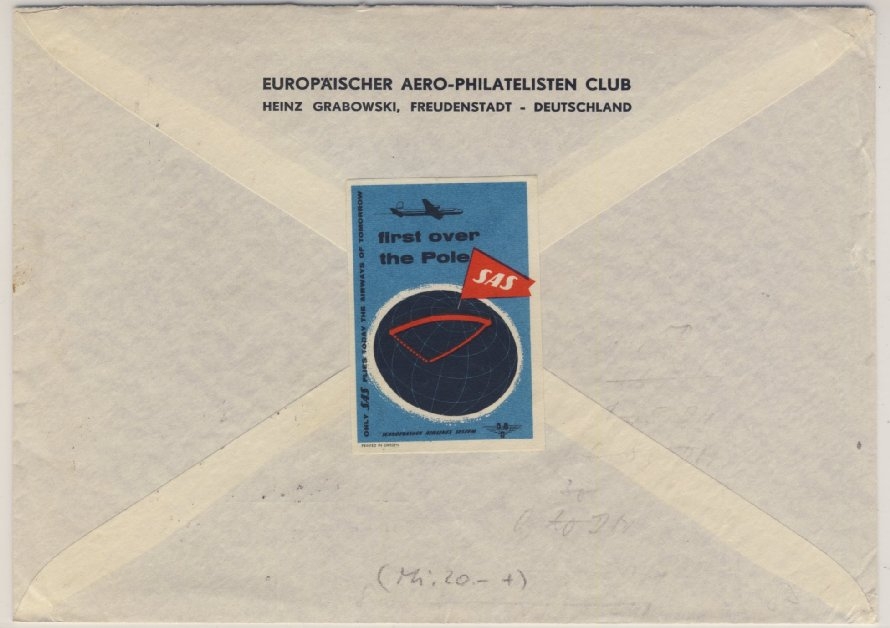 EUROPÄISCHER AERO-PHILATELISTEN CLUB
HEINZ GRABOWSKI, FREUDENSTADT - DEUTSCHLAND
first over
the Pole
SAS
ONLY SAS FLIES TODAY THE AIRWAYS OF TOMORROW
SCANDINAVIAN AIRLINES SYSTEM
PRINTED IN SWEDEN
(Mi. 20.- +)